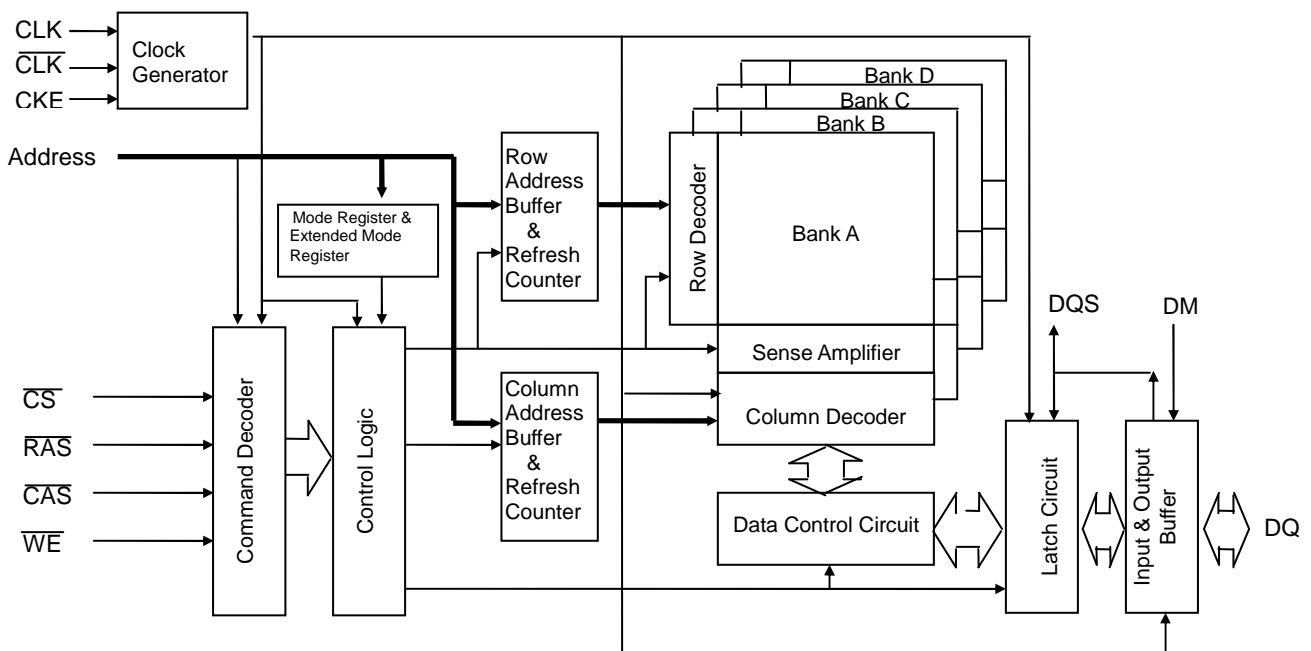 CLK
CLK
CKE
Clock
Generator
Address
Mode Register &
Extended Mode
Register
Row
Address
Buffer
&
Refresh
Counter
Row Decoder
Bank D
Bank C
Bank B
Bank A
Sense Amplifier
Column Decoder
Column
Address
Buffer
&
Refresh
Counter
CS
RAS
CAS
WE
Command Decoder
Control Logic
Data Control Circuit
DQS
DM
Latch Circuit
Input & Output
Buffer
DQ